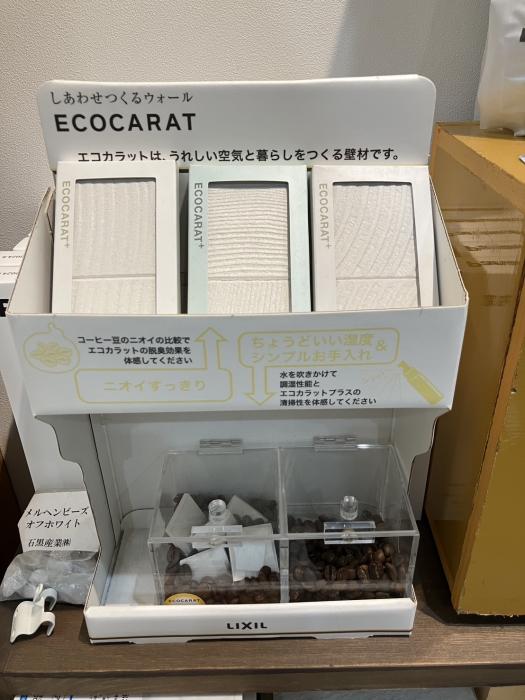 しあわせつくるウォール
ECOCARAT
エコカラットは、うれしい空気と暮らしをつくる壁材です。
ECOCARAT+
ECOCARAT+
ECOCARAT+
コーヒー豆のニオイの比較で
エコカラットの脱臭効果を
体感してください
ニオイすっきり
ちょうどいい湿度&
シンプルお手入れ
水を吹きかけて
調湿性能と
エコカラットプラスの
清掃性を体感してください
メルヘンビーズ
オフホワイト
石黒産業㈱
ECOCARAT
LIXIL